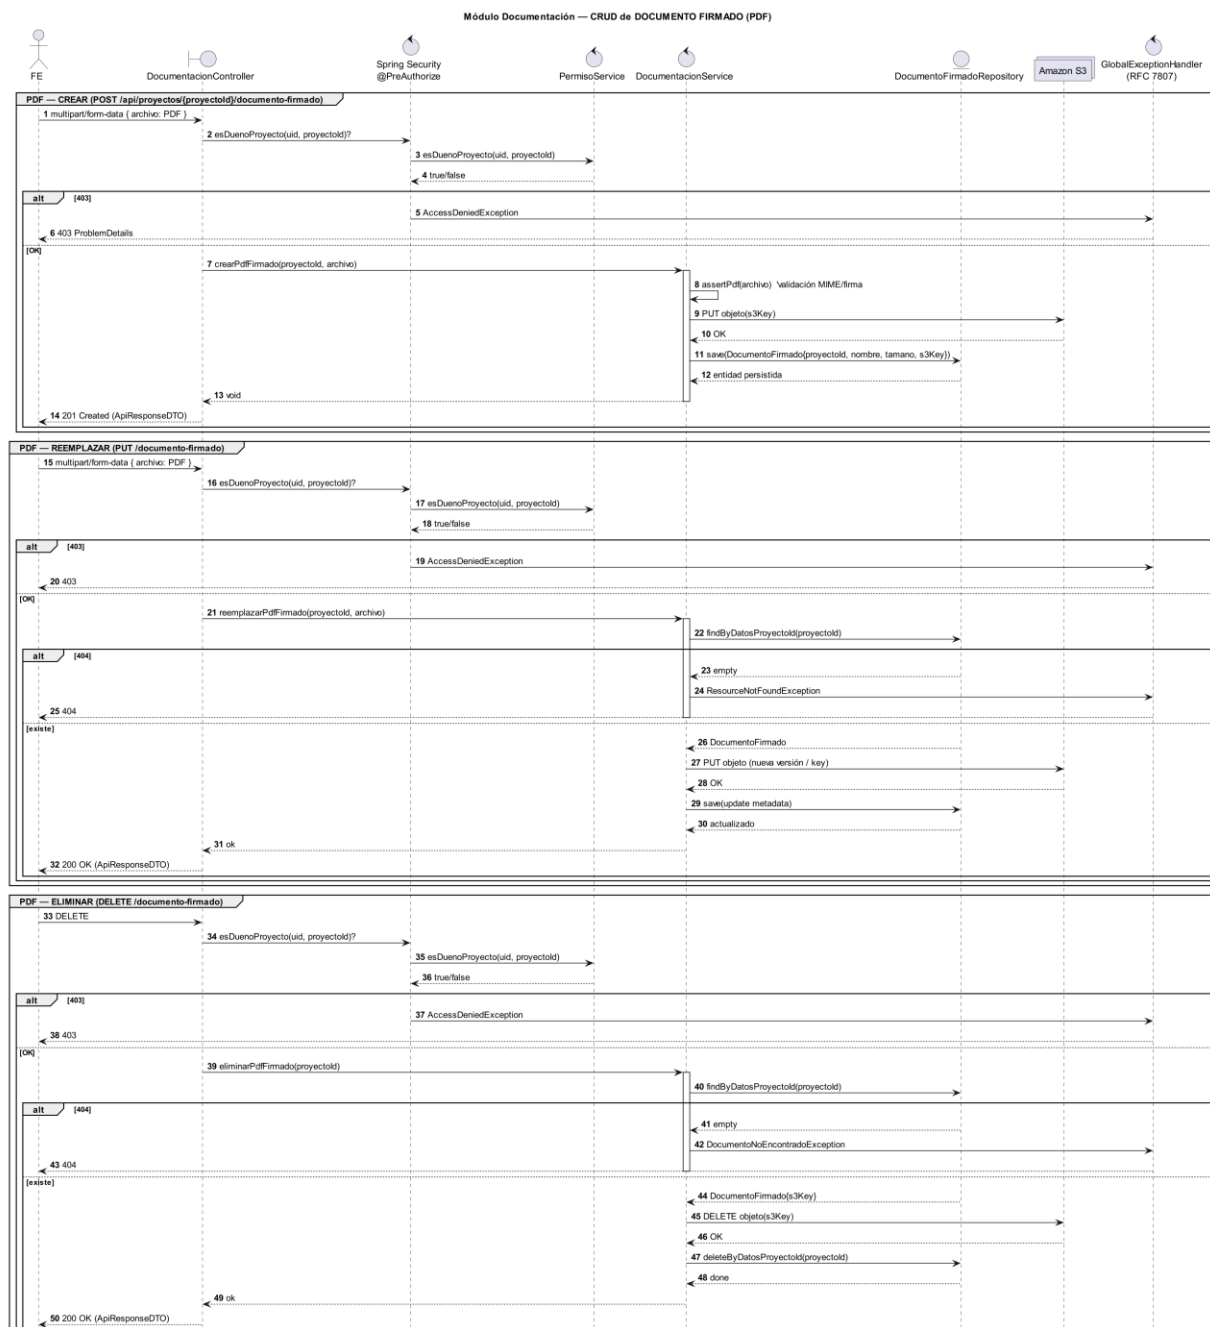 Módulo Documentación — CRUD de DOCUMENTO FIRMADO (PDF)
FE
DocumentacionController
Spring Security
@PreAuthorize
PermisoService
DocumentacionService
DocumentoFirmadoRepository
Amazon S3
GlobalExceptionHandler
(RFC 7807)
PDF — CREAR (POST /api/proyectos/{proyectoId}/documento-firmado)
1 multipart/form-data { archivo: PDF }
2 esDuenoProyecto(uid, proyectoId)?
3 esDuenoProyecto(uid, proyectoId)
4 true/false
alt [403]
5 AccessDeniedException
6 403 ProblemDetails
[OK]
7 crearPdfFirmado(proyectoId, archivo)
8 assertPdf(archivo) 'validación MIME/firma
9 PUT objeto(s3Key)
10 OK
11 save(DocumentoFirmado{proyectoId, nombre, tamano, s3Key})
12 entidad persistida
13 void
14 201 Created (ApiResponseDTO)
PDF — REEMPLAZAR (PUT /documento-firmado)
15 multipart/form-data { archivo: PDF }
16 esDuenoProyecto(uid, proyectoId)?
17 esDuenoProyecto(uid, proyectoId)
18 true/false
alt [403]
19 AccessDeniedException
20 403
[OK]
21 reemplazarPdfFirmado(proyectoId, archivo)
22 findByDatosProyectoId(proyectoId)
alt [404]
23 empty
24 ResourceNotFoundException
25 404
[existe]
26 DocumentoFirmado
27 PUT objeto (nueva versión / key)
28 OK
29 save(update metadata)
30 actualizado
31 ok
32 200 OK (ApiResponseDTO)
PDF — ELIMINAR (DELETE /documento-firmado)
33 DELETE
34 esDuenoProyecto(uid, proyectoId)?
35 esDuenoProyecto(uid, proyectoId)
36 true/false
alt [403]
37 AccessDeniedException
38 403
[OK]
39 eliminarPdfFirmado(proyectoId)
40 findByDatosProyectoId(proyectoId)
alt [404]
41 empty
42 DocumentoNoEncontradoException
43 404
[existe]
44 DocumentoFirmado{s3Key}
45 DELETE objeto(s3Key)
46 OK
47 deleteByDatosProyectoId(proyectoId)
48 done
49 ok
50 200 OK (ApiResponseDTO)